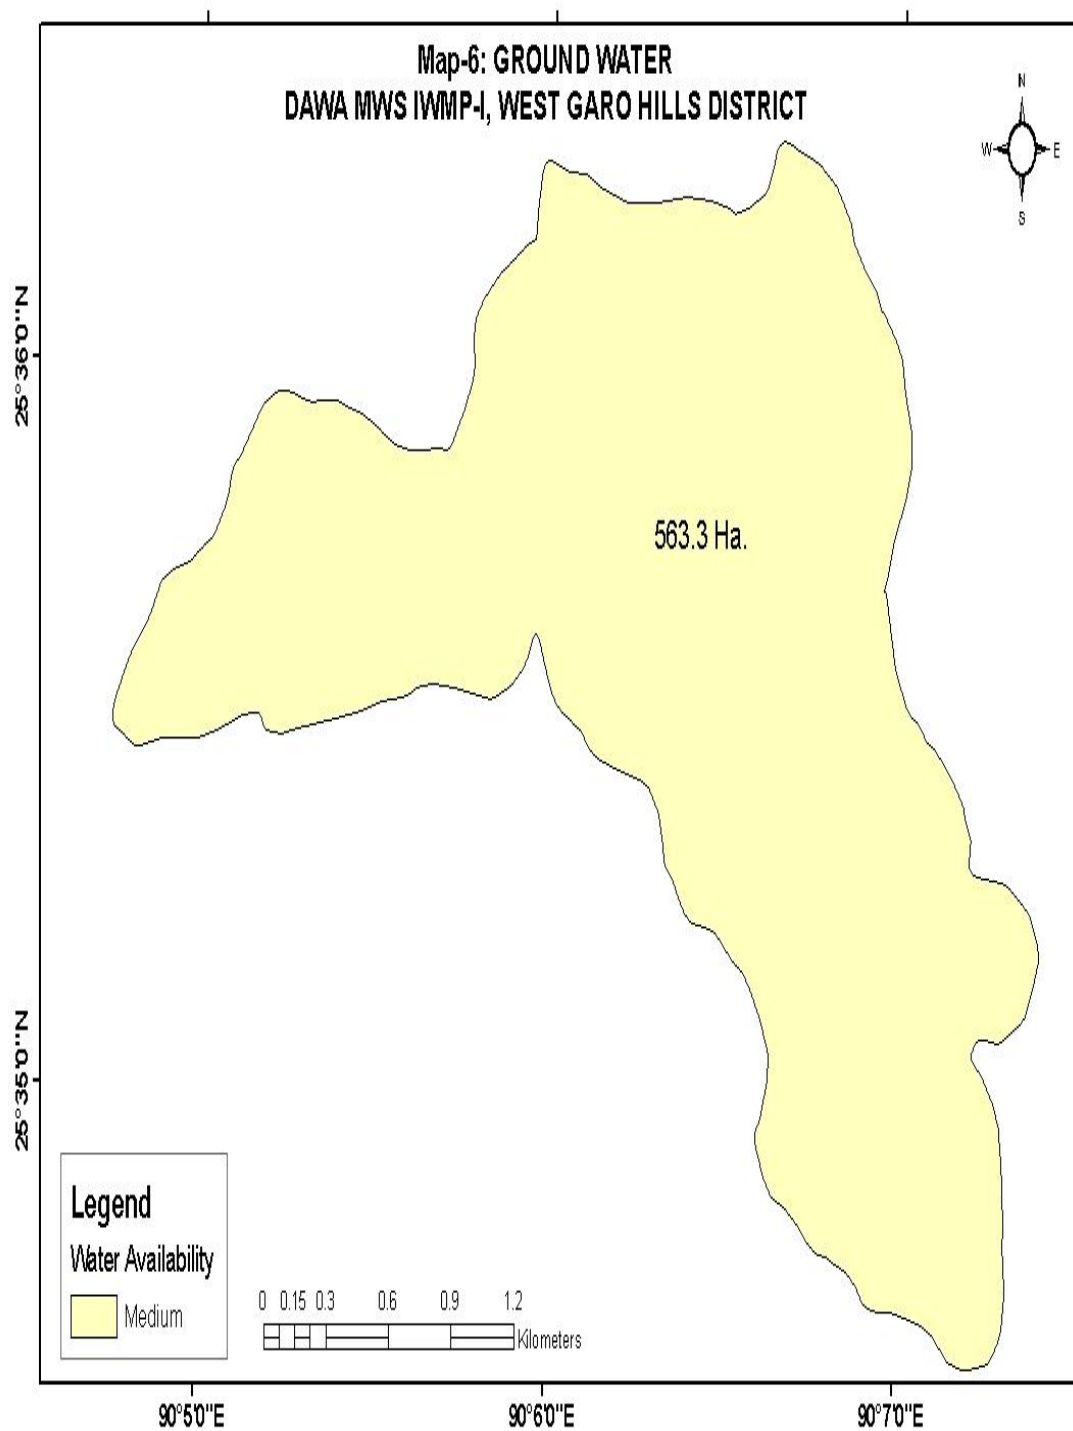 Map-6: GROUND WATER
DAWA MWS IWMP-I, WEST GARO HILLS DISTRICT
N
W E
S
25°36'0"N
563.3 Ha.
25°35'0"N
Legend
Water Availability
Medium
0 0.15 0.3 0.6 0.9 1.2
Kilometers
90°5'0"E 90°6'0"E 90°7'0"E